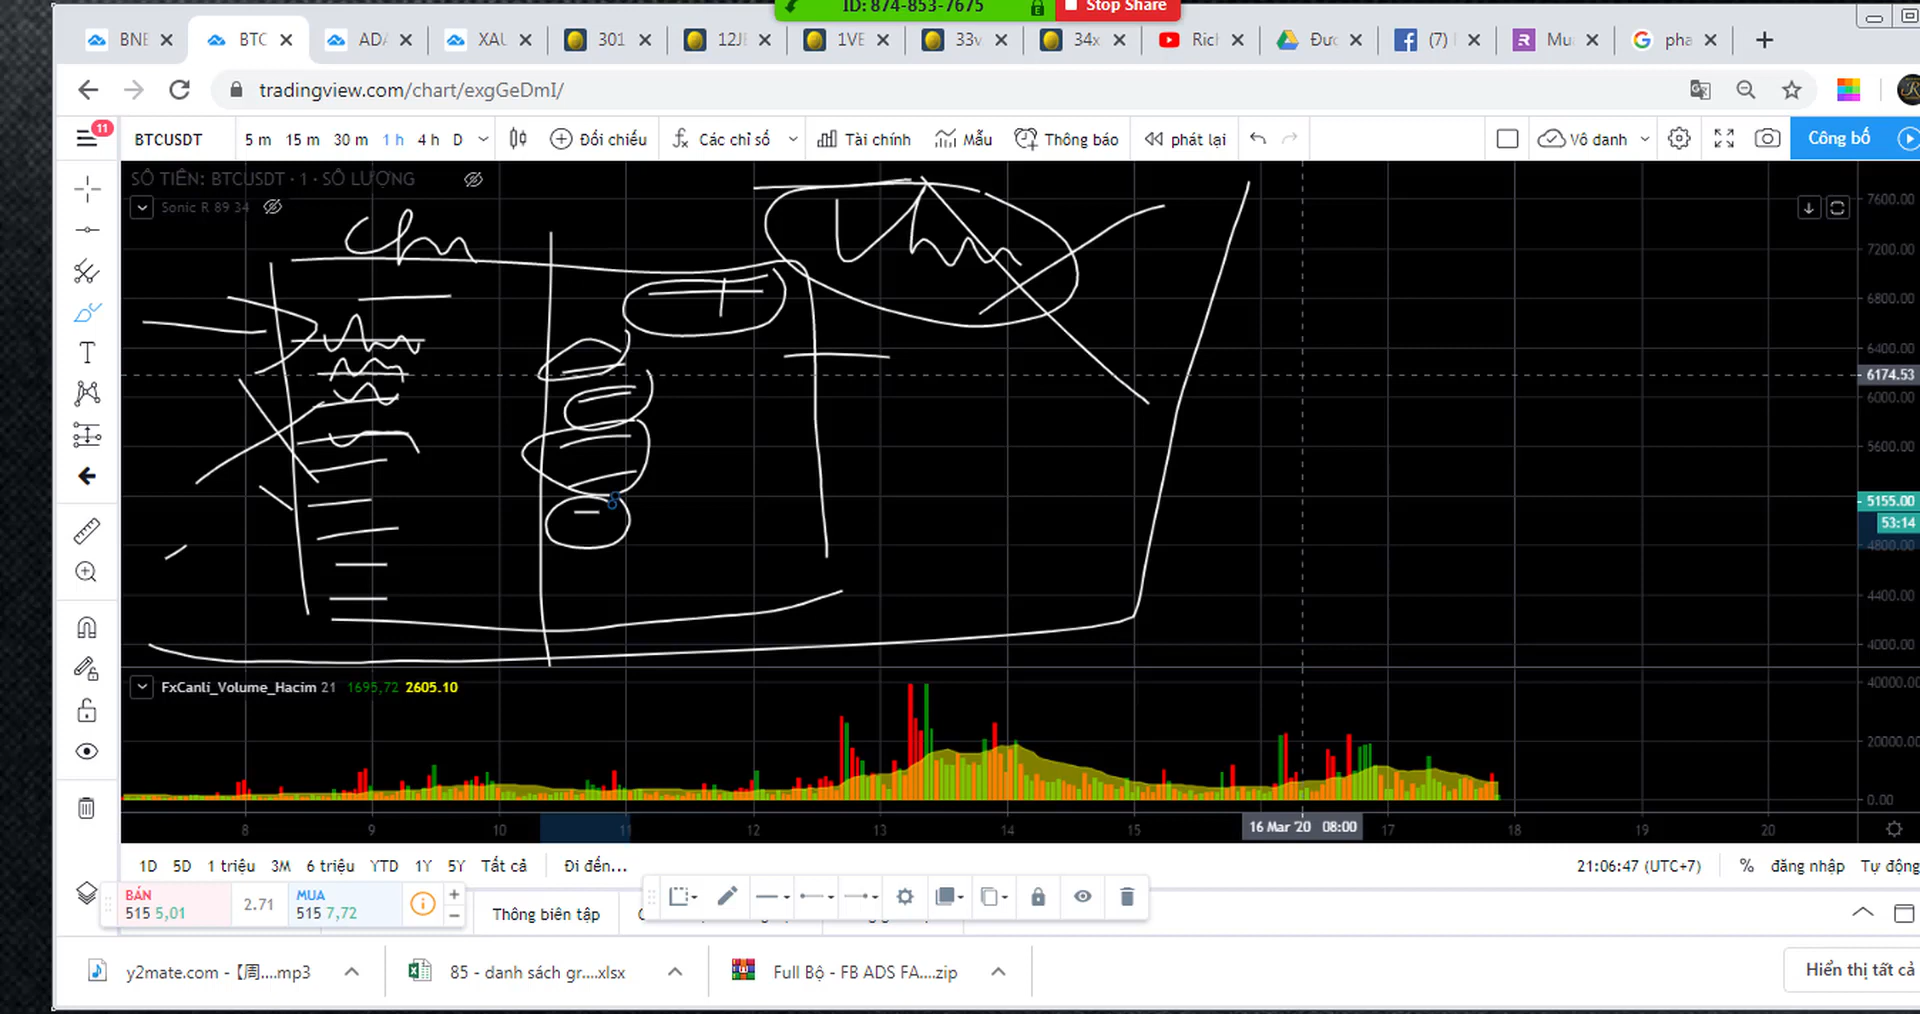 ID: 874-853-7675 Stop Share
BNE BTC ADA XAU 301 12JE 1VE 33v 34x Rich Đức (7) Mua pha
tradingview.com/chart/exgGeDmI/
11 BTCUSDT 5 m 15 m 30 m 1 h 4 h D Đối chiếu Các chỉ số Tài chính Mẫu Thông báo phát lại Vô danh Công bố
SÔ TIÊN: BTCUSDT · 1 · SÔ LƯỢNG
Sonic R 89 34
7600.00
7200.00
6800.00
6400.00
6174.53
6000.00
5600.00
5155.00
53:14
4800.00
4400.00
4000.00
FxCanli_Volume_Hacim 21 1695,72 2605.10
40000.00
20000.00
0.00
8 9 10 11 12 13 14 15 16 Mar '20 08:00 17 18 19 20
1D 5D 1 triệu 3M 6 triệu YTD 1Y 5Y Tất cả Đi đến... 21:06:47 (UTC+7) % đăng nhập Tự động
BÁN 515 5,01 2.71 MUA 515 7,72
Thông biên tập
y2mate.com -【周....mp3 85 - danh sách gr....xlsx Full Bộ - FB ADS FA....zip Hiển thị tất cả